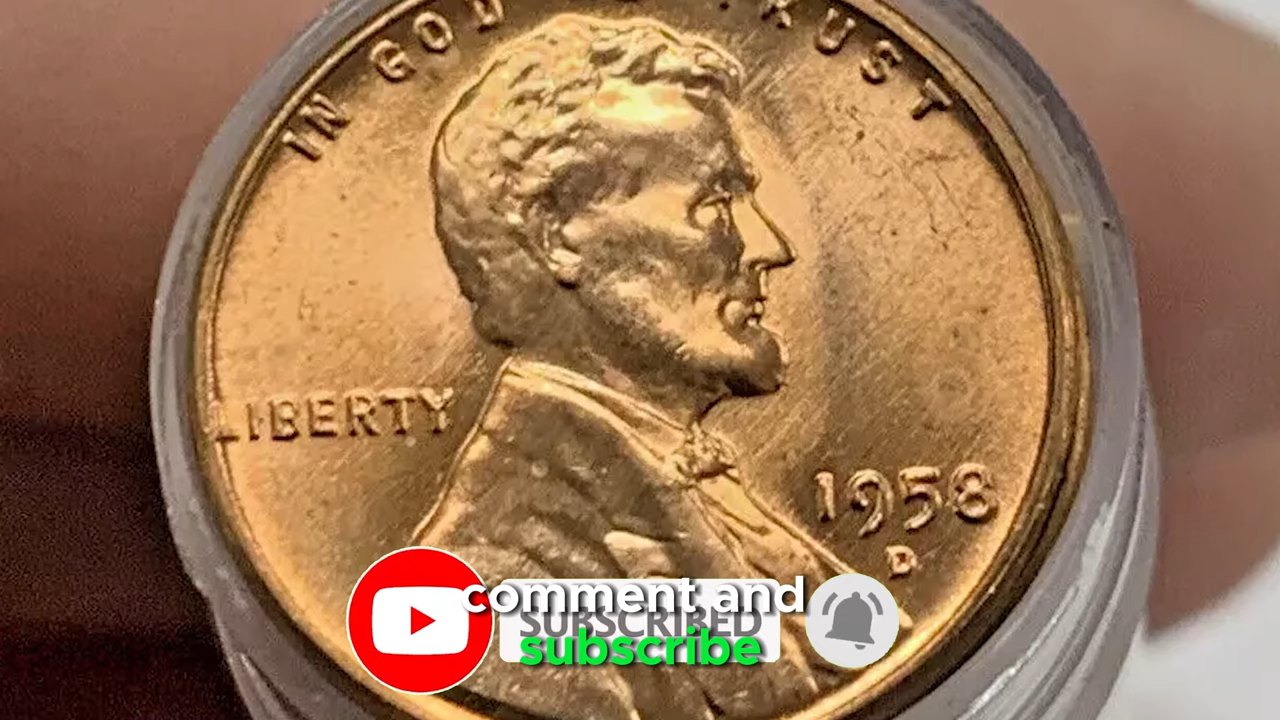 IN GOD TRUST
LIBERTY
1958
D
comment and
SUBSCRIBED
subscribe